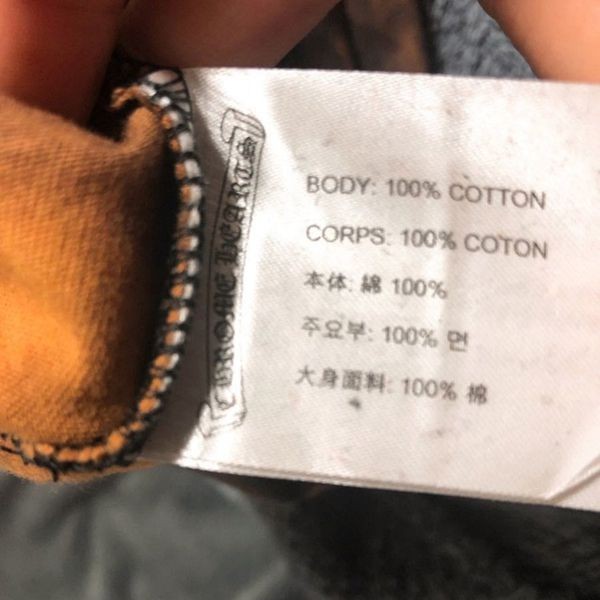 CHROME HEARTS
BODY: 100% COTTON
CORPS: 100% COTON
本体: 綿 100%
주요부: 100% 면
大身面料: 100% 棉